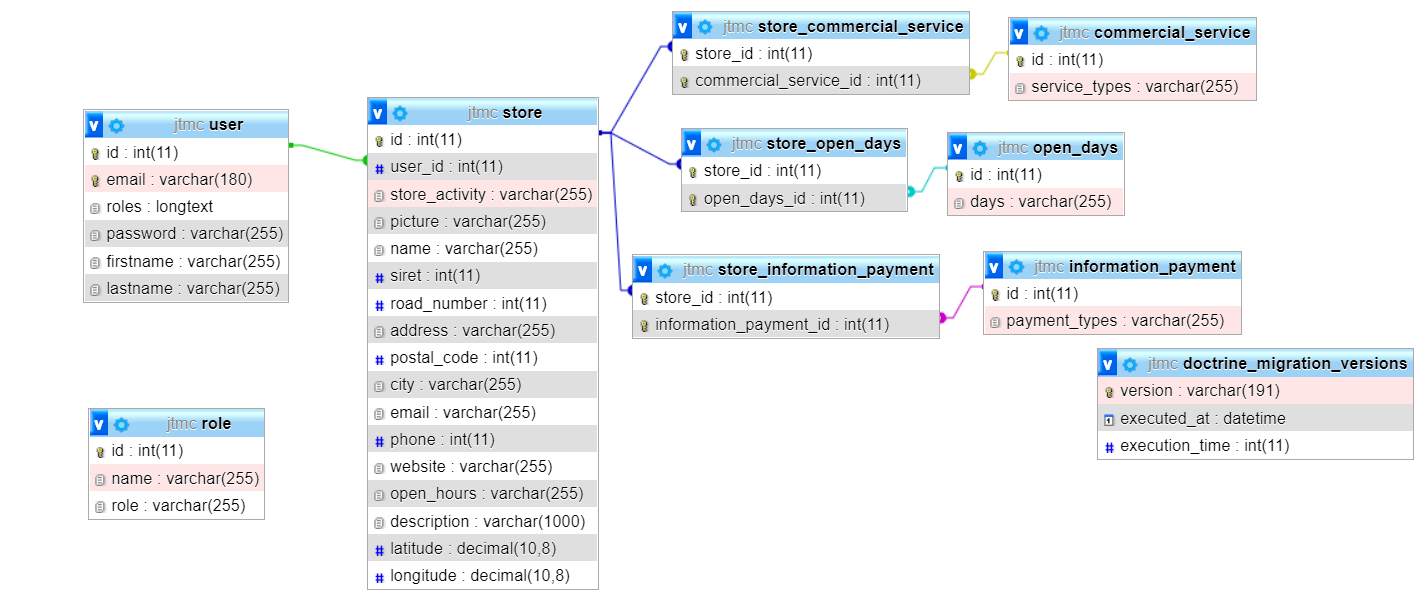 v jtmc user
id : int(11)
email : varchar(180)
roles : longtext
password : varchar(255)
firstname : varchar(255)
lastname : varchar(255)
v jtmc role
id : int(11)
name : varchar(255)
role : varchar(255)
v jtmc store
id : int(11)
# user_id : int(11)
store_activity : varchar(255)
picture : varchar(255)
name : varchar(255)
# siret : int(11)
# road_number : int(11)
address : varchar(255)
# postal_code : int(11)
city : varchar(255)
email : varchar(255)
# phone : int(11)
website : varchar(255)
open_hours : varchar(255)
description : varchar(1000)
# latitude : decimal(10,8)
# longitude : decimal(10,8)
v jtmc store_commercial_service
store_id : int(11)
commercial_service_id : int(11)
v jtmc commercial_service
id : int(11)
service_types : varchar(255)
v jtmc store_open_days
store_id : int(11)
open_days_id : int(11)
v jtmc open_days
id : int(11)
days : varchar(255)
v jtmc store_information_payment
store_id : int(11)
information_payment_id : int(11)
v jtmc information_payment
id : int(11)
payment_types : varchar(255)
v jtmc doctrine_migration_versions
version : varchar(191)
executed_at : datetime
# execution_time : int(11)